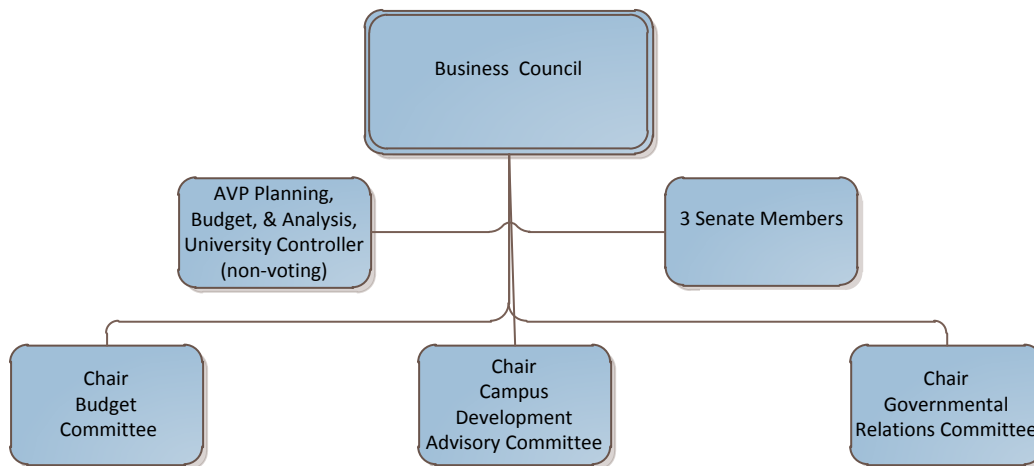 Business Council
AVP Planning,
Budget, & Analysis,
University Controller
(non-voting)
3 Senate Members
Chair
Budget
Committee
Chair
Campus
Development
Advisory Committee
Chair
Governmental
Relations Committee